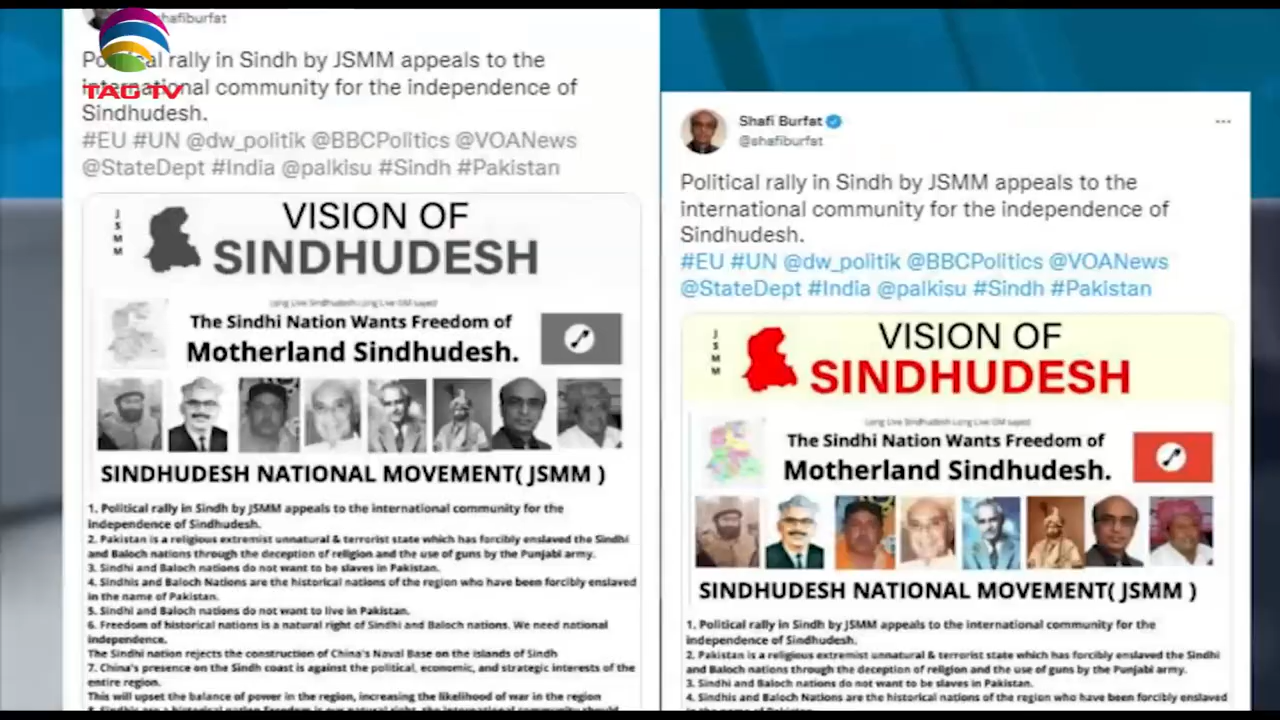 @shafiburfat
Political rally in Sindh by JSMM appeals to the
international community for the independence of
Sindhudesh.
#EU #UN @dw_politik @BBCPolitics @VOANews
@StateDept #India @palkisu #Sindh #Pakistan
TAG TV
JSMM
VISION OF
SINDHUDESH
Long Live Sindhudesh Long Live GM sayed
The Sindhi Nation Wants Freedom of
Motherland Sindhudesh.
SINDHUDESH NATIONAL MOVEMENT( JSMM )
1. Political rally in Sindh by JSMM appeals to the international community for the
independence of Sindhudesh.
2. Pakistan is a religious extremist unnatural & terrorist state which has forcibly enslaved the Sindhi
and Baloch nations through the deception of religion and the use of guns by the Punjabi army.
3. Sindhi and Baloch nations do not want to be slaves in Pakistan.
4. Sindhis and Baloch Nations are the historical nations of the region who have been forcibly enslaved
in the name of Pakistan.
5. Sindhi and Baloch nations do not want to live in Pakistan.
6. Freedom of historical nations is a natural right of Sindhi and Baloch nations. We need national
independence.
The Sindhi nation rejects the construction of China's Naval Base on the islands of Sindh
7. China's presence on the Sindh coast is against the political, economic, and strategic interests of the
entire region.
This will upset the balance of power in the region, increasing the likelihood of war in the region
Shafi Burfat
@shafiburfat
Political rally in Sindh by JSMM appeals to the
international community for the independence of
Sindhudesh.
#EU #UN @dw_politik @BBCPolitics @VOANews
@StateDept #India @palkisu #Sindh #Pakistan
JSMM
VISION OF
SINDHUDESH
Long Live Sindhudesh Long Live GM sayed
The Sindhi Nation Wants Freedom of
Motherland Sindhudesh.
SINDHUDESH NATIONAL MOVEMENT( JSMM )
1. Political rally in Sindh by JSMM appeals to the international community for the
independence of Sindhudesh.
2. Pakistan is a religious extremist unnatural & terrorist state which has forcibly enslaved the Sindhi
and Baloch nations through the deception of religion and the use of guns by the Punjabi army.
3. Sindhi and Baloch nations do not want to be slaves in Pakistan.
4. Sindhis and Baloch Nations are the historical nations of the region who have been forcibly enslaved